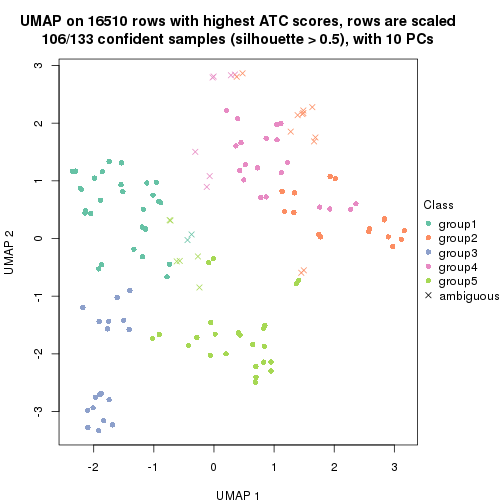 UMAP on 16510 rows with highest ATC scores, rows are scaled
106/133 confident samples (silhouette > 0.5), with 10 PCs
3
2
1
0
-1
-2
-3
UMAP 2
-2
-1
0
1
2
3
UMAP 1
Class
group1
group2
group3
group4
group5
ambiguous